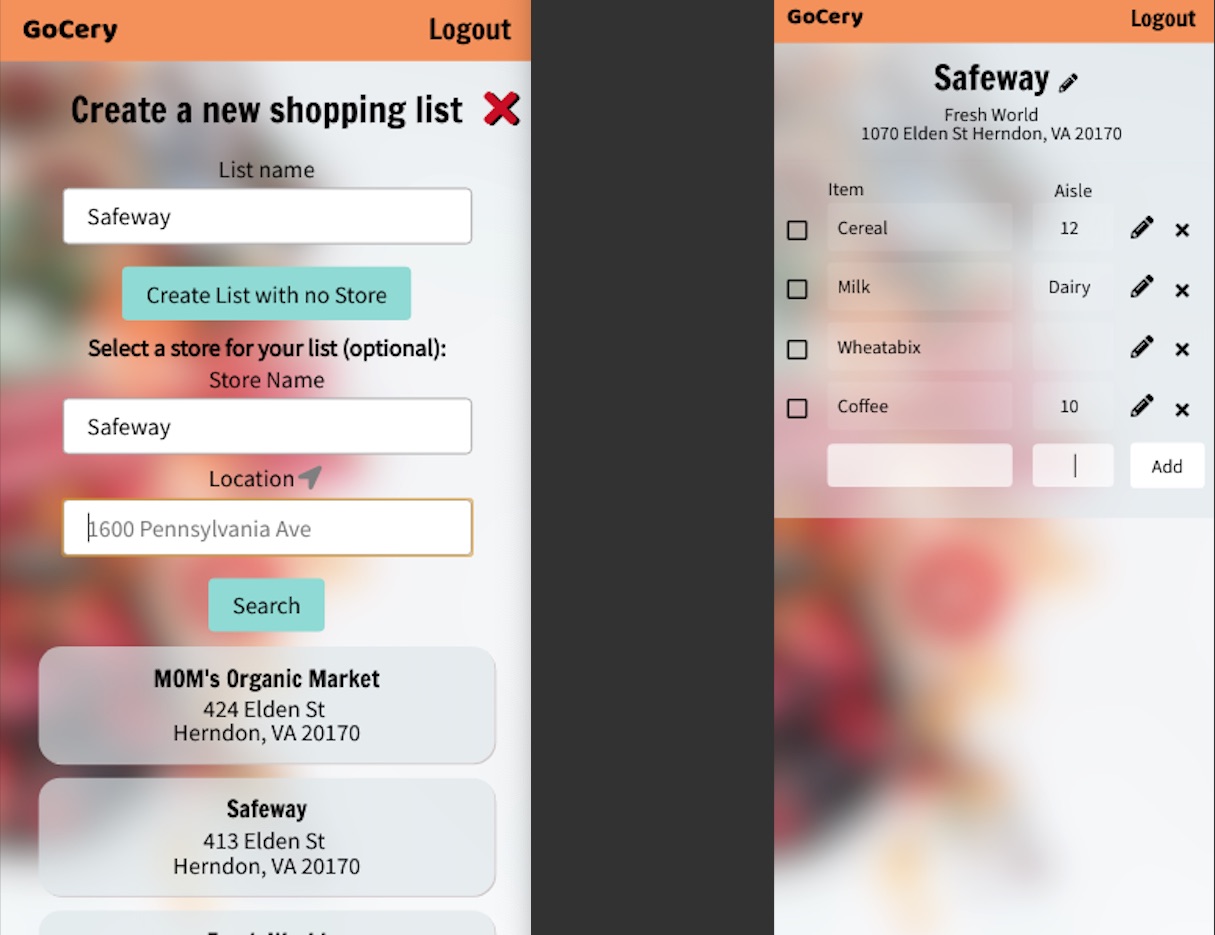 GoCery
Logout
Create a new shopping list
List name
Safeway
Create List with no Store
Select a store for your list (optional):
Store Name
Safeway
Location
1600 Pennsylvania Ave
Search
MOM's Organic Market
424 Elden St
Herndon, VA 20170
Safeway
413 Elden St
Herndon, VA 20170
GoCery
Logout
Safeway
Fresh World
1070 Elden St Herndon, VA 20170
Item Aisle
Cereal 12
Milk Dairy
Wheatabix
Coffee 10
Add